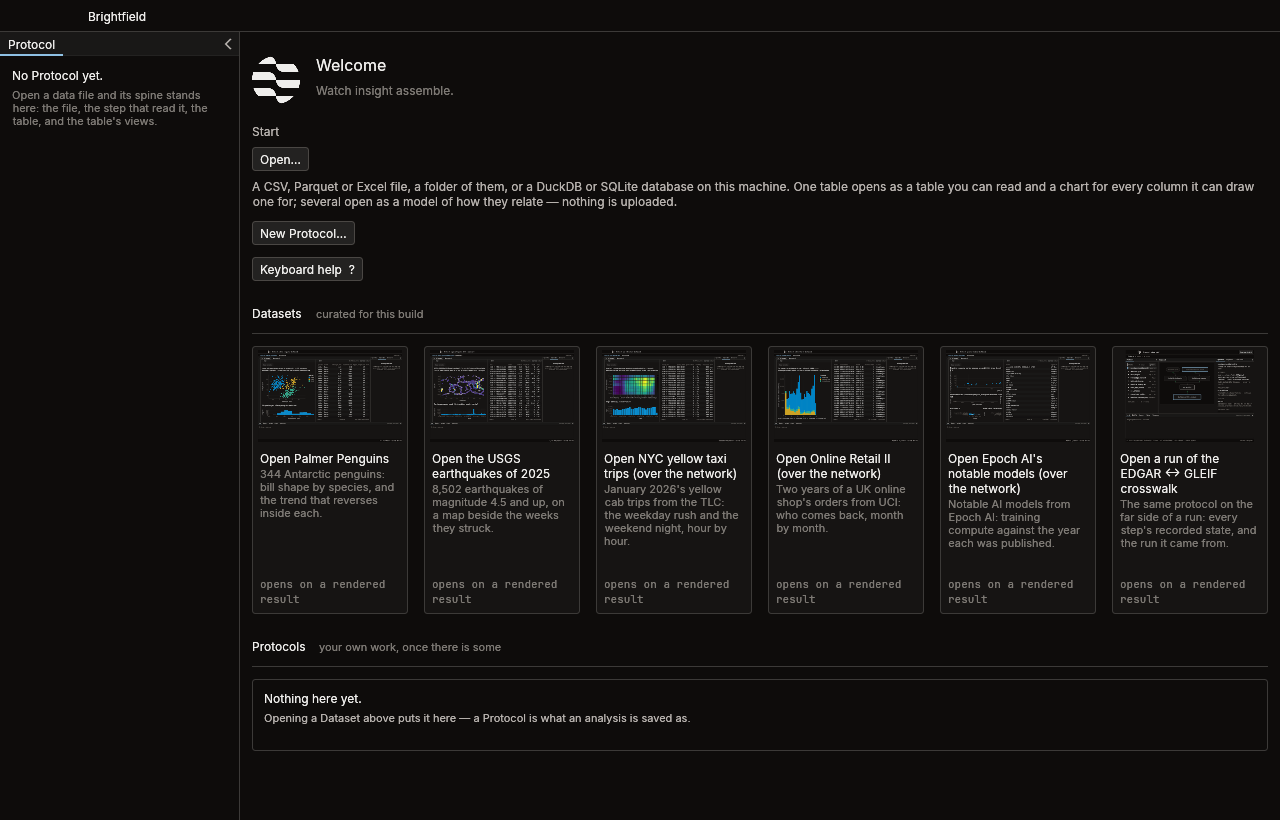 Brightfield
Protocol
No Protocol yet.
Open a data file and its spine stands
here: the file, the step that read it, the
table, and the table's views.
Welcome
Watch insight assemble.
Start
Open...
A CSV, Parquet or Excel file, a folder of them, or a DuckDB or SQLite database on this machine. One table opens as a table you can read and a chart for every column it can draw
one for; several open as a model of how they relate — nothing is uploaded.
New Protocol...
Keyboard help ?
Datasets curated for this build
Open Palmer Penguins
344 Antarctic penguins:
bill shape by species, and
the trend that reverses
inside each.
opens on a rendered
result
Open the USGS
earthquakes of 2025
8,502 earthquakes of
magnitude 4.5 and up, on
a map beside the weeks
they struck.
opens on a rendered
result
Open NYC yellow taxi
trips (over the network)
January 2026's yellow
cab trips from the TLC:
the weekday rush and the
weekend night, hour by
hour.
opens on a rendered
result
Open Online Retail II
(over the network)
Two years of a UK online
shop's orders from UCI:
who comes back, month
by month.
opens on a rendered
result
Open Epoch AI's
notable models (over
the network)
Notable AI models from
Epoch AI: training
compute against the year
each was published.
opens on a rendered
result
Open a run of the
EDGAR ↔ GLEIF
crosswalk
The same protocol on the
far side of a run: every
step's recorded state, and
the run it came from.
opens on a rendered
result
Protocols your own work, once there is some
Nothing here yet.
Opening a Dataset above puts it here — a Protocol is what an analysis is saved as.